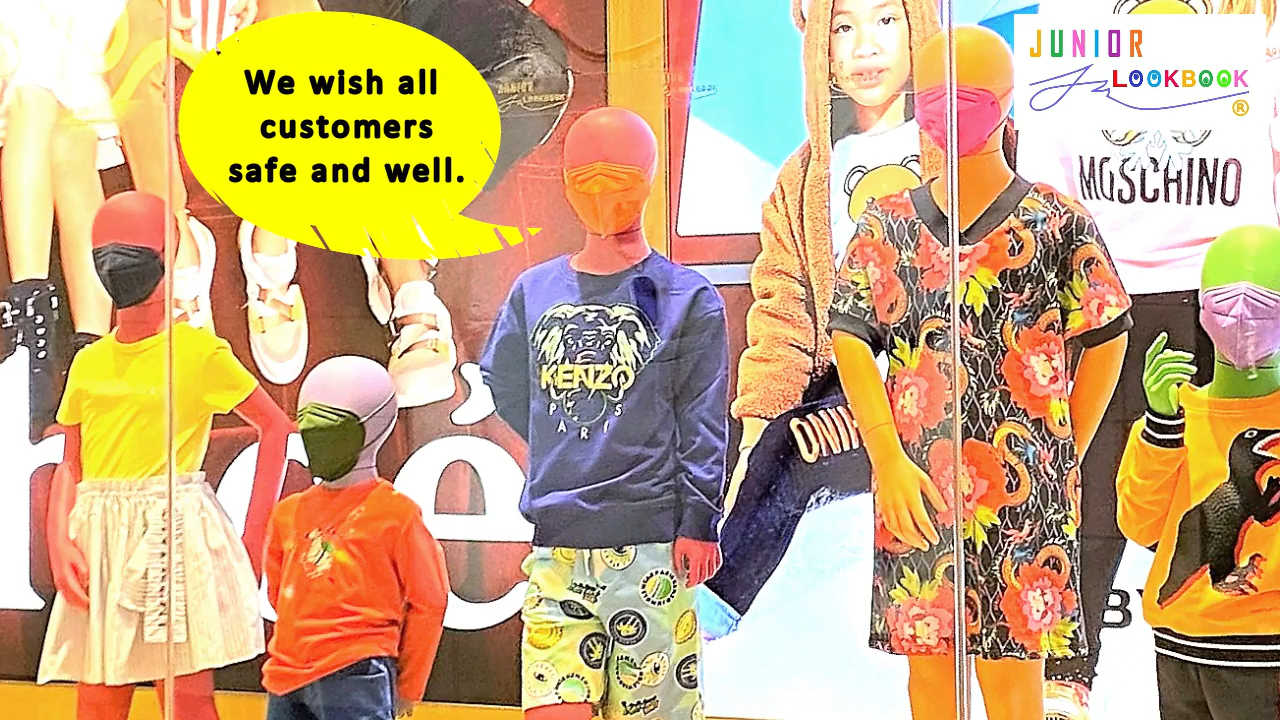 We wish all
customers
safe and well.
JUNIOR
LOOKBOOK
®
MOSCHINO
KENZO
PARIS